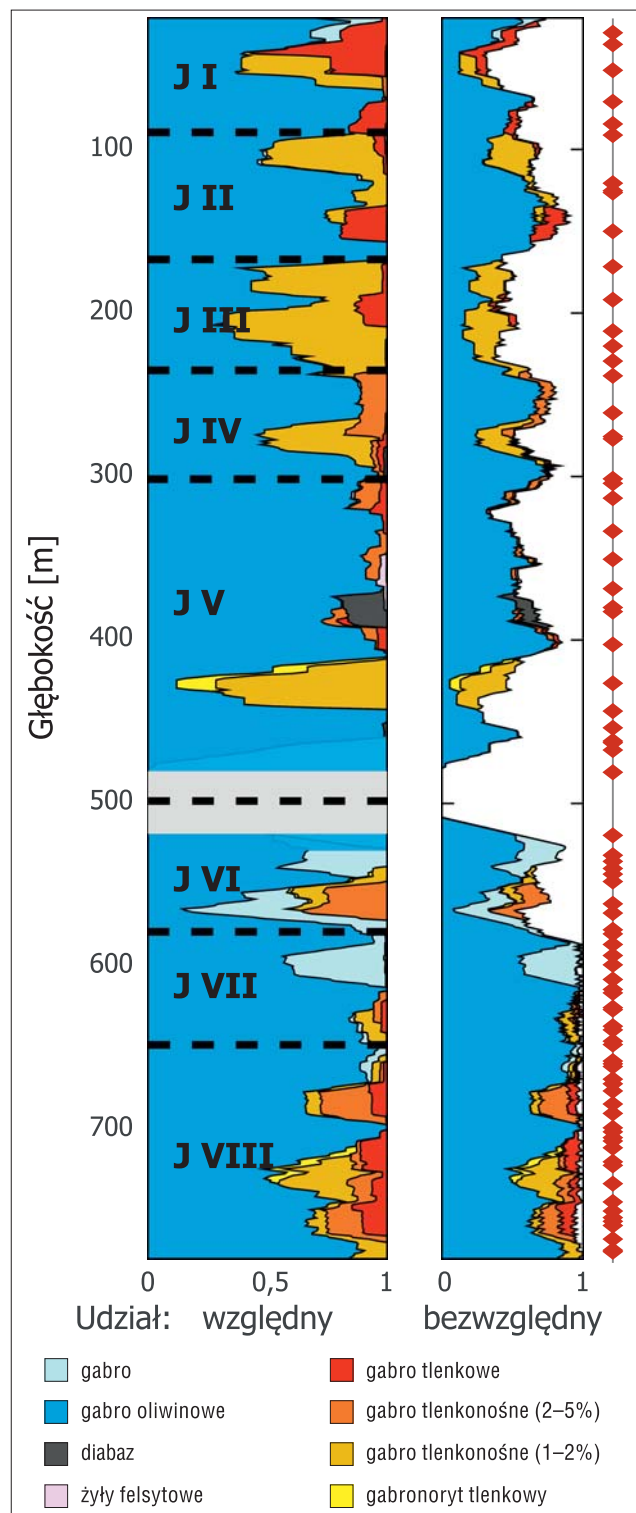 J I
100
J II
200
J III
J IV
300
J V
400
500
J VI
600
J VII
700
J VIII
Głębokość [m]
0 0,5 1 0 1
Udział: względny bezwzględny
gabro
gabro oliwinowe
diabaz
żyły felsytowe
gabro tlenkowe
gabro tlenkonośne (2–5%)
gabro tlenkonośne (1–2%)
gabronoryt tlenkowy